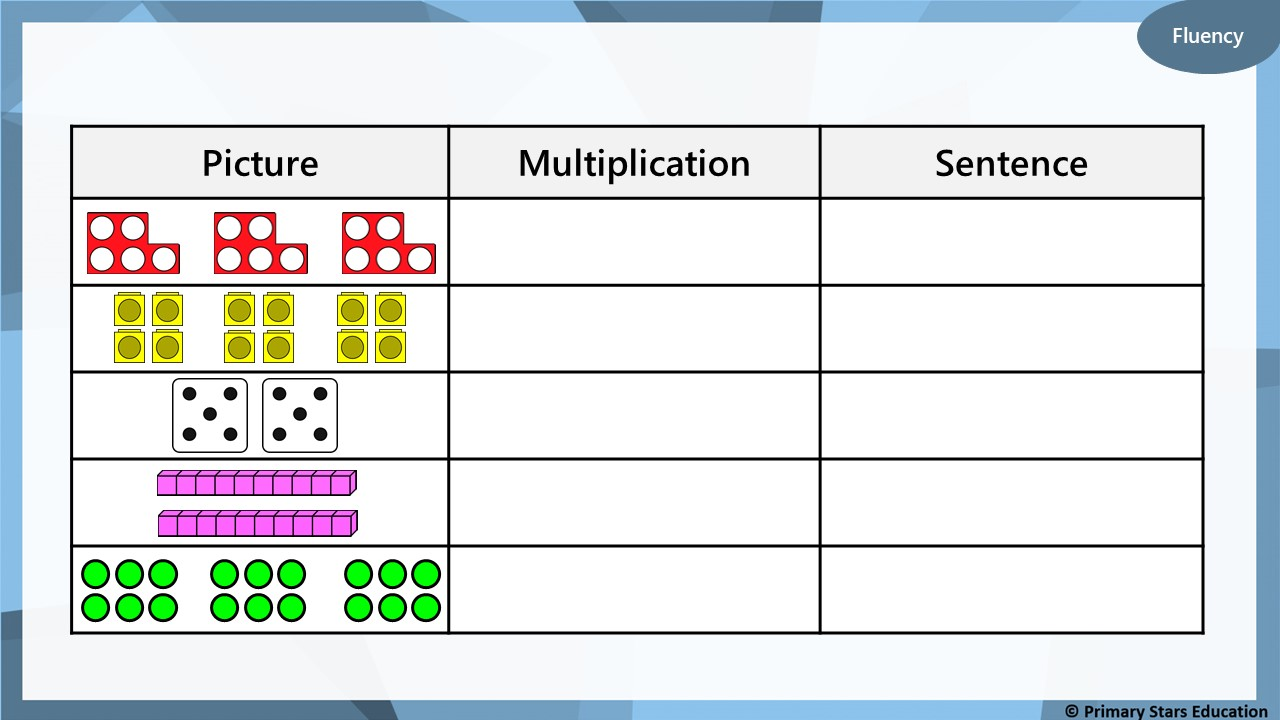 Fluency
Picture Multiplication Sentence
© Primary Stars Education